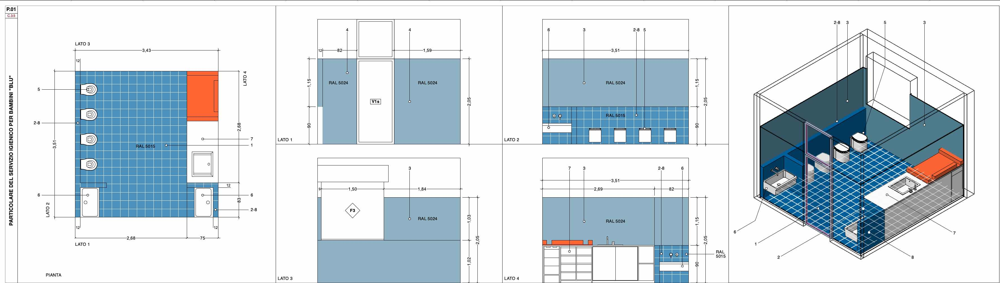 P.01
C.3.5
PARTICOLARE DEL SERVIZIO IGIENICO PER BAMBINI "BLU"
LATO 3
3,43
12
LATO 4
5
2-8
3,51
2,68
RAL 5015
7
1
12
6
6
83
LATO 2
2-8
12
12
2,68
75
LATO 1
PIANTA
4
4
12
82
1,59
1,15
RAL 5024
RAL 5024
V1s
2,05
90
LATO 1
6
3
2-8
5
3,51
RAL 5024
1,15
2,05
RAL 5015
90
LATO 2
3
9
1,50
1,84
F3
RAL 5024
1,03
2,05
1,02
LATO 3
7
3
2-8
6
3,51
2,69
82
RAL 5024
1,15
2,05
RAL
5015
90
LATO 4
2-8
3
5
3
6
1
2
7
8